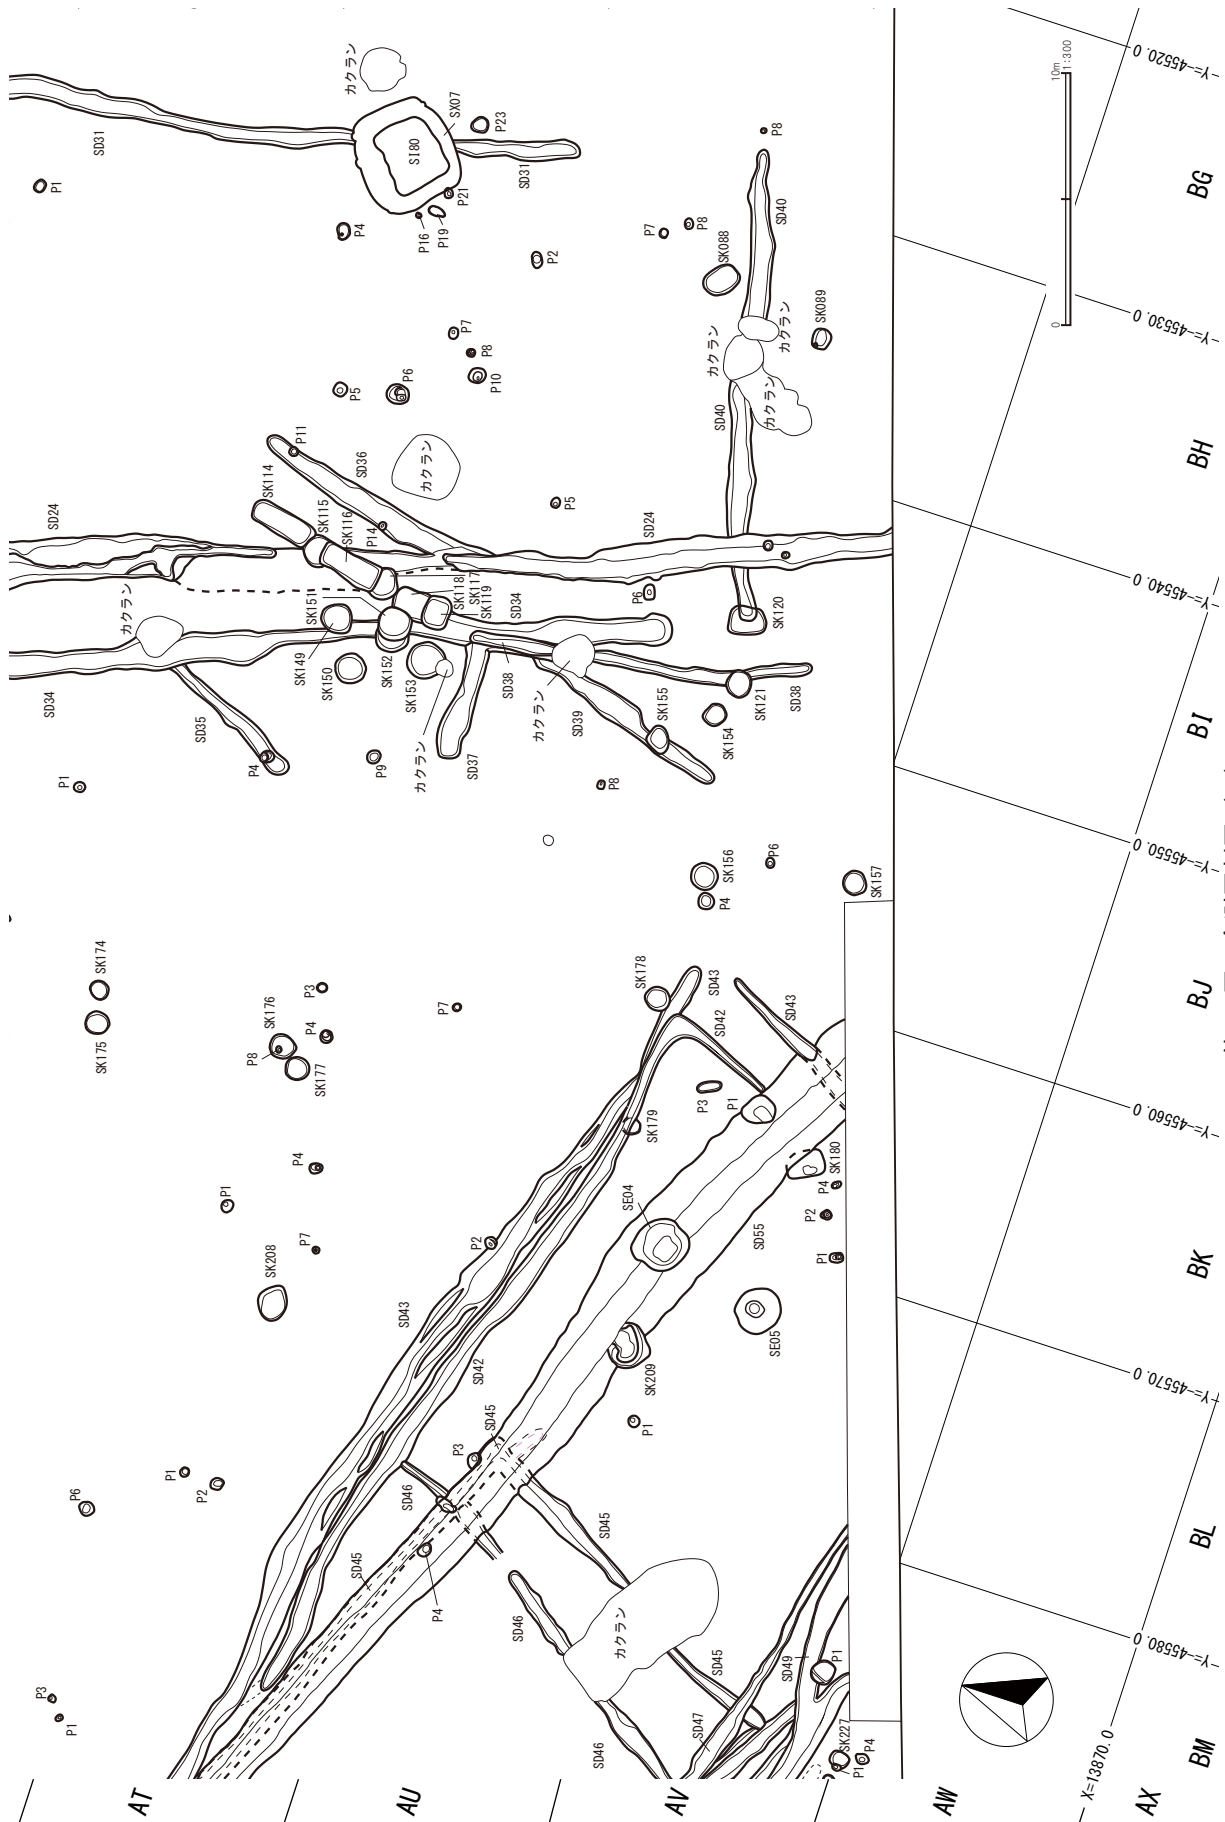 カクラン
SX07
SI80
SD31
P23
P1
SD31
P21
P4
P16
P19
P2
P8
SD40
P7
P8
SK088
SK089
カクラン
カクラン
カクラン
SD40
P7
P8
P10
P5
P6
P11
SD36
カクラン
SK114
SK115
SK116
P14
SD24
P5
SD24
P6
SK120
カクラン
SK151
SK118
SK117
SK119
SD34
SK149
SK150
SK152
SK153
SD38
カクラン
SD34
SD35
P4
P9
カクラン
SD37
SD39
SK155
SK154
SK121
SD38
P1
P8
SK156
P4
P6
SK157
SK174
SK175
SK176
P8
SK177
P3
P4
P7
SK178
SD43
SD42
SD43
P3
P1
SK179
SK180
P4
P2
P1
P4
P1
P7
SK208
P2
SE04
SD55
SE05
SD43
SD42
SK209
P1
P6
P1
P2
P3
SD45
SD46
SD45
SD45
P4
SD46
カクラン
SD45
SD49
P1
P3
P1
SD46
SD47
SK227
P1
P4
10m
1:300
0
Y=-45520.0
Y=-45530.0
Y=-45540.0
Y=-45550.0
Y=-45560.0
Y=-45570.0
Y=-45580.0
X=13870.0
BG
BH
BI
BJ
BK
BL
BM
AT
AU
AV
AW
AX